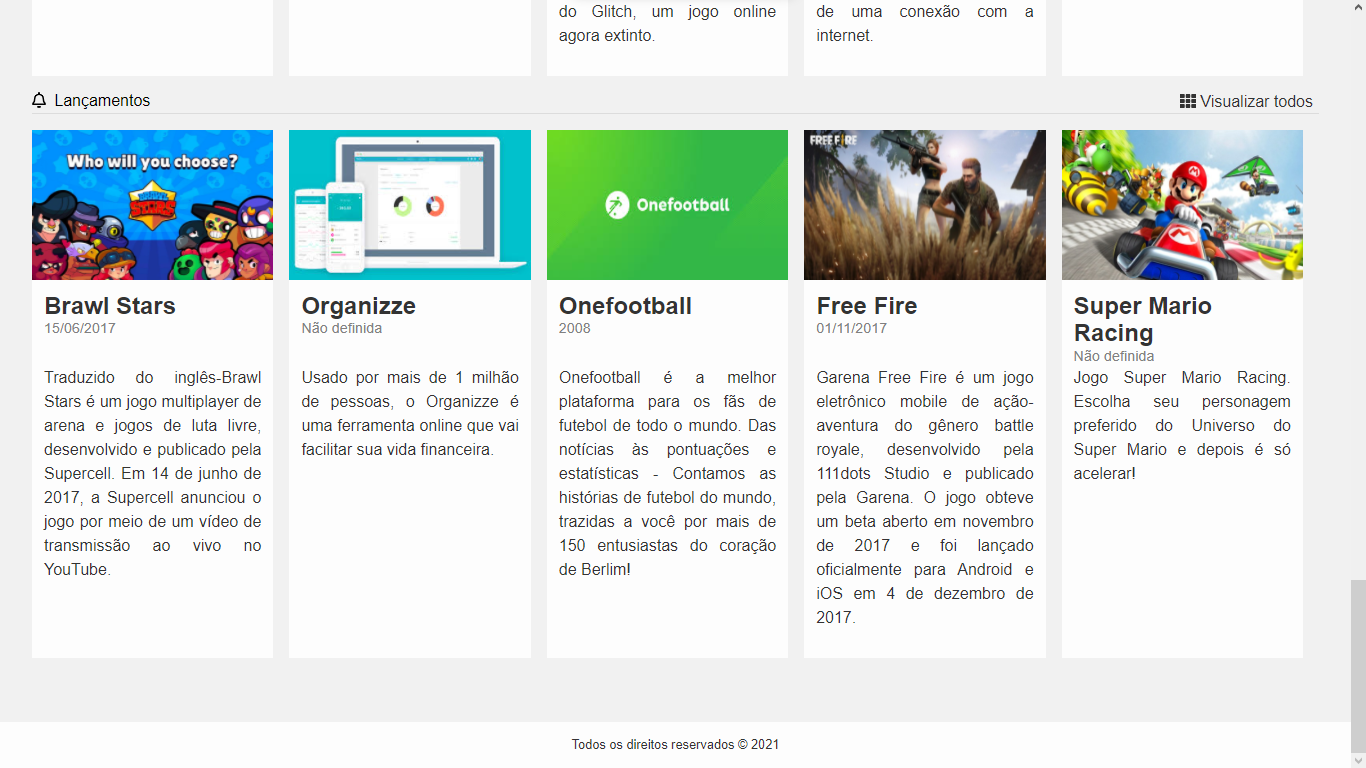 do Glitch, um jogo online
agora extinto.
de uma conexão com a
internet.
Lançamentos
Visualizar todos
Who will you choose?
BRAWL
STARS
Brawl Stars
15/06/2017
Traduzido do inglês-Brawl
Stars é um jogo multiplayer de
arena e jogos de luta livre,
desenvolvido e publicado pela
Supercell. Em 14 de junho de
2017, a Supercell anunciou o
jogo por meio de um vídeo de
transmissão ao vivo no
YouTube.
Organizze
Não definida
Usado por mais de 1 milhão
de pessoas, o Organizze é
uma ferramenta online que vai
facilitar sua vida financeira.
Onefootball
Onefootball
2008
Onefootball é a melhor
plataforma para os fãs de
futebol de todo o mundo. Das
notícias às pontuações e
estatísticas - Contamos as
histórias de futebol do mundo,
trazidas a você por mais de
150 entusiastas do coração
de Berlim!
FREE FIRE
Free Fire
01/11/2017
Garena Free Fire é um jogo
eletrônico mobile de ação-
aventura do gênero battle
royale, desenvolvido pela
111dots Studio e publicado
pela Garena. O jogo obteve
um beta aberto em novembro
de 2017 e foi lançado
oficialmente para Android e
iOS em 4 de dezembro de
2017.
Super Mario
Racing
Não definida
Jogo Super Mario Racing.
Escolha seu personagem
preferido do Universo do
Super Mario e depois é só
acelerar!
Todos os direitos reservados © 2021